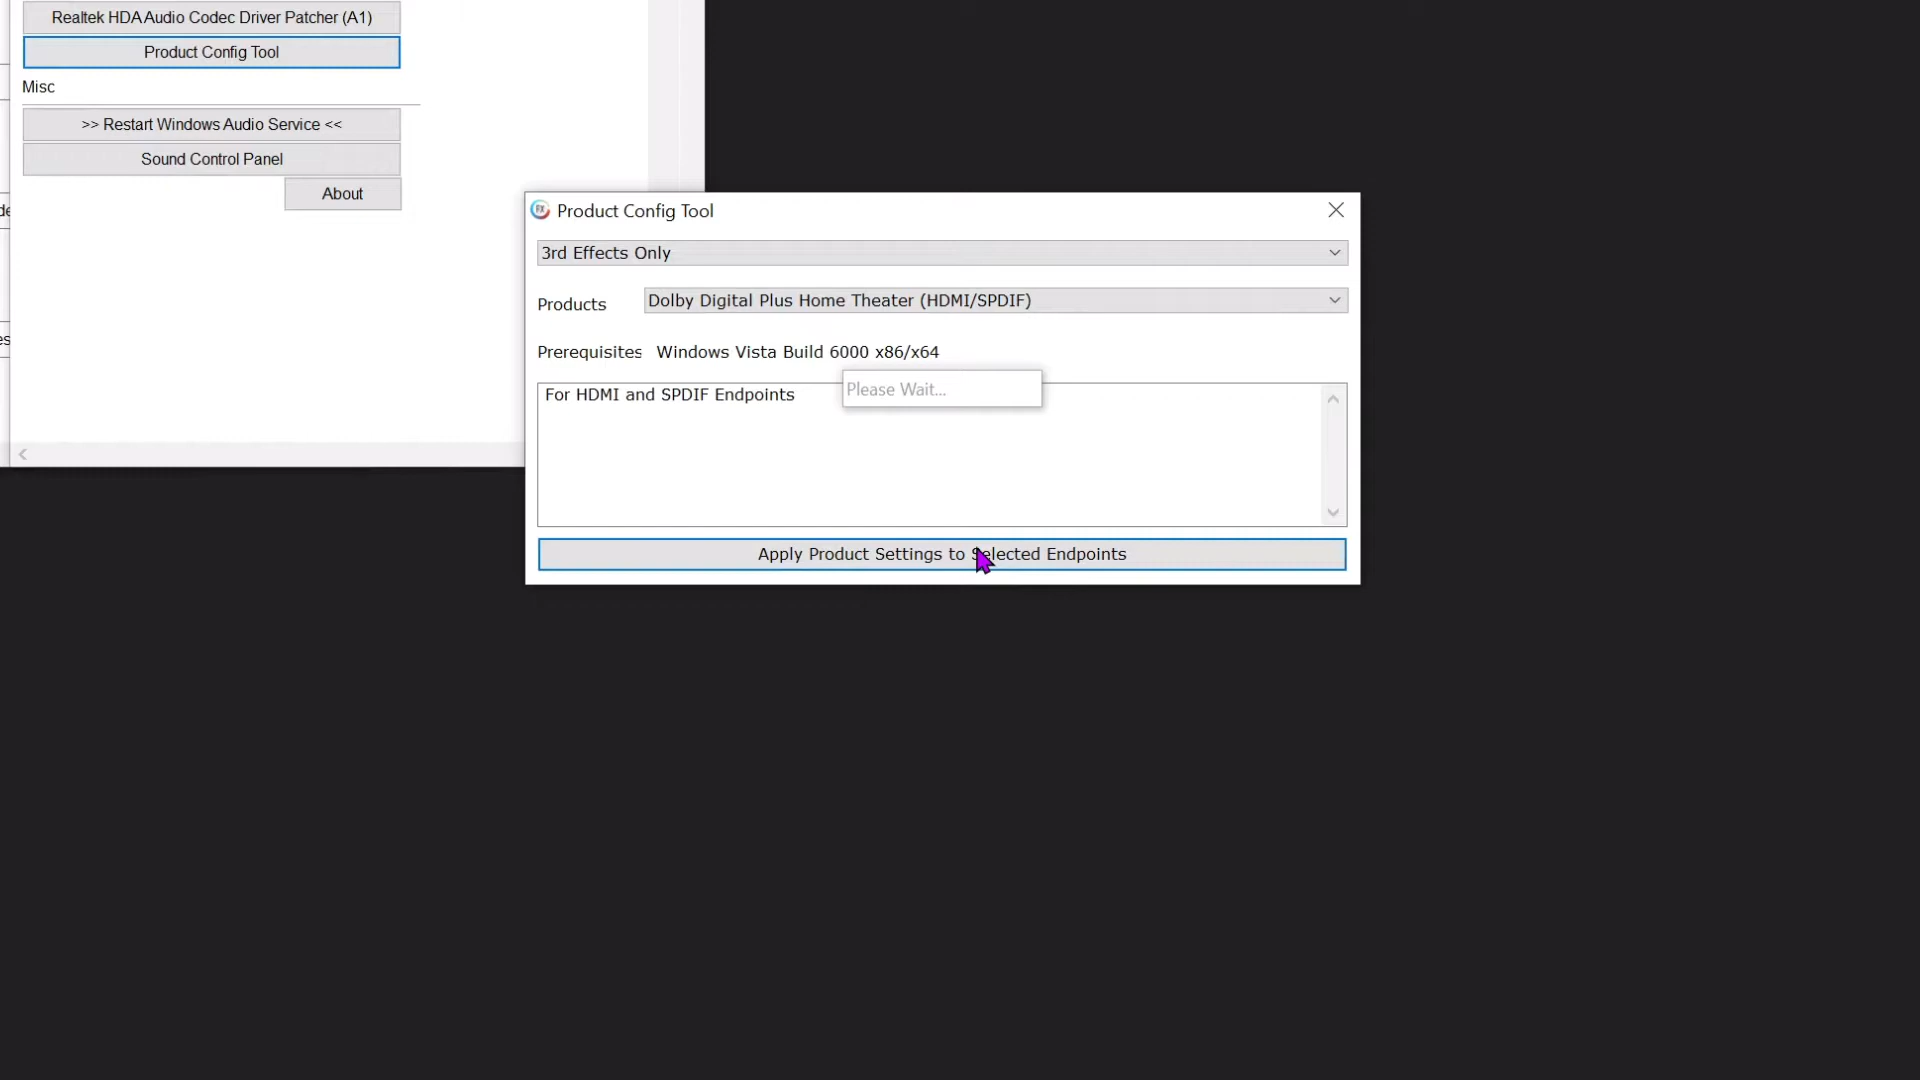 Realtek HDA Audio Codec Driver Patcher (A1)
Product Config Tool
Misc
>> Restart Windows Audio Service <<
Sound Control Panel
About
Product Config Tool
3rd Effects Only
Products
Dolby Digital Plus Home Theater (HDMI/SPDIF)
Prerequisites
Windows Vista Build 6000 x86/x64
Please Wait...
For HDMI and SPDIF Endpoints
Apply Product Settings to Selected Endpoints